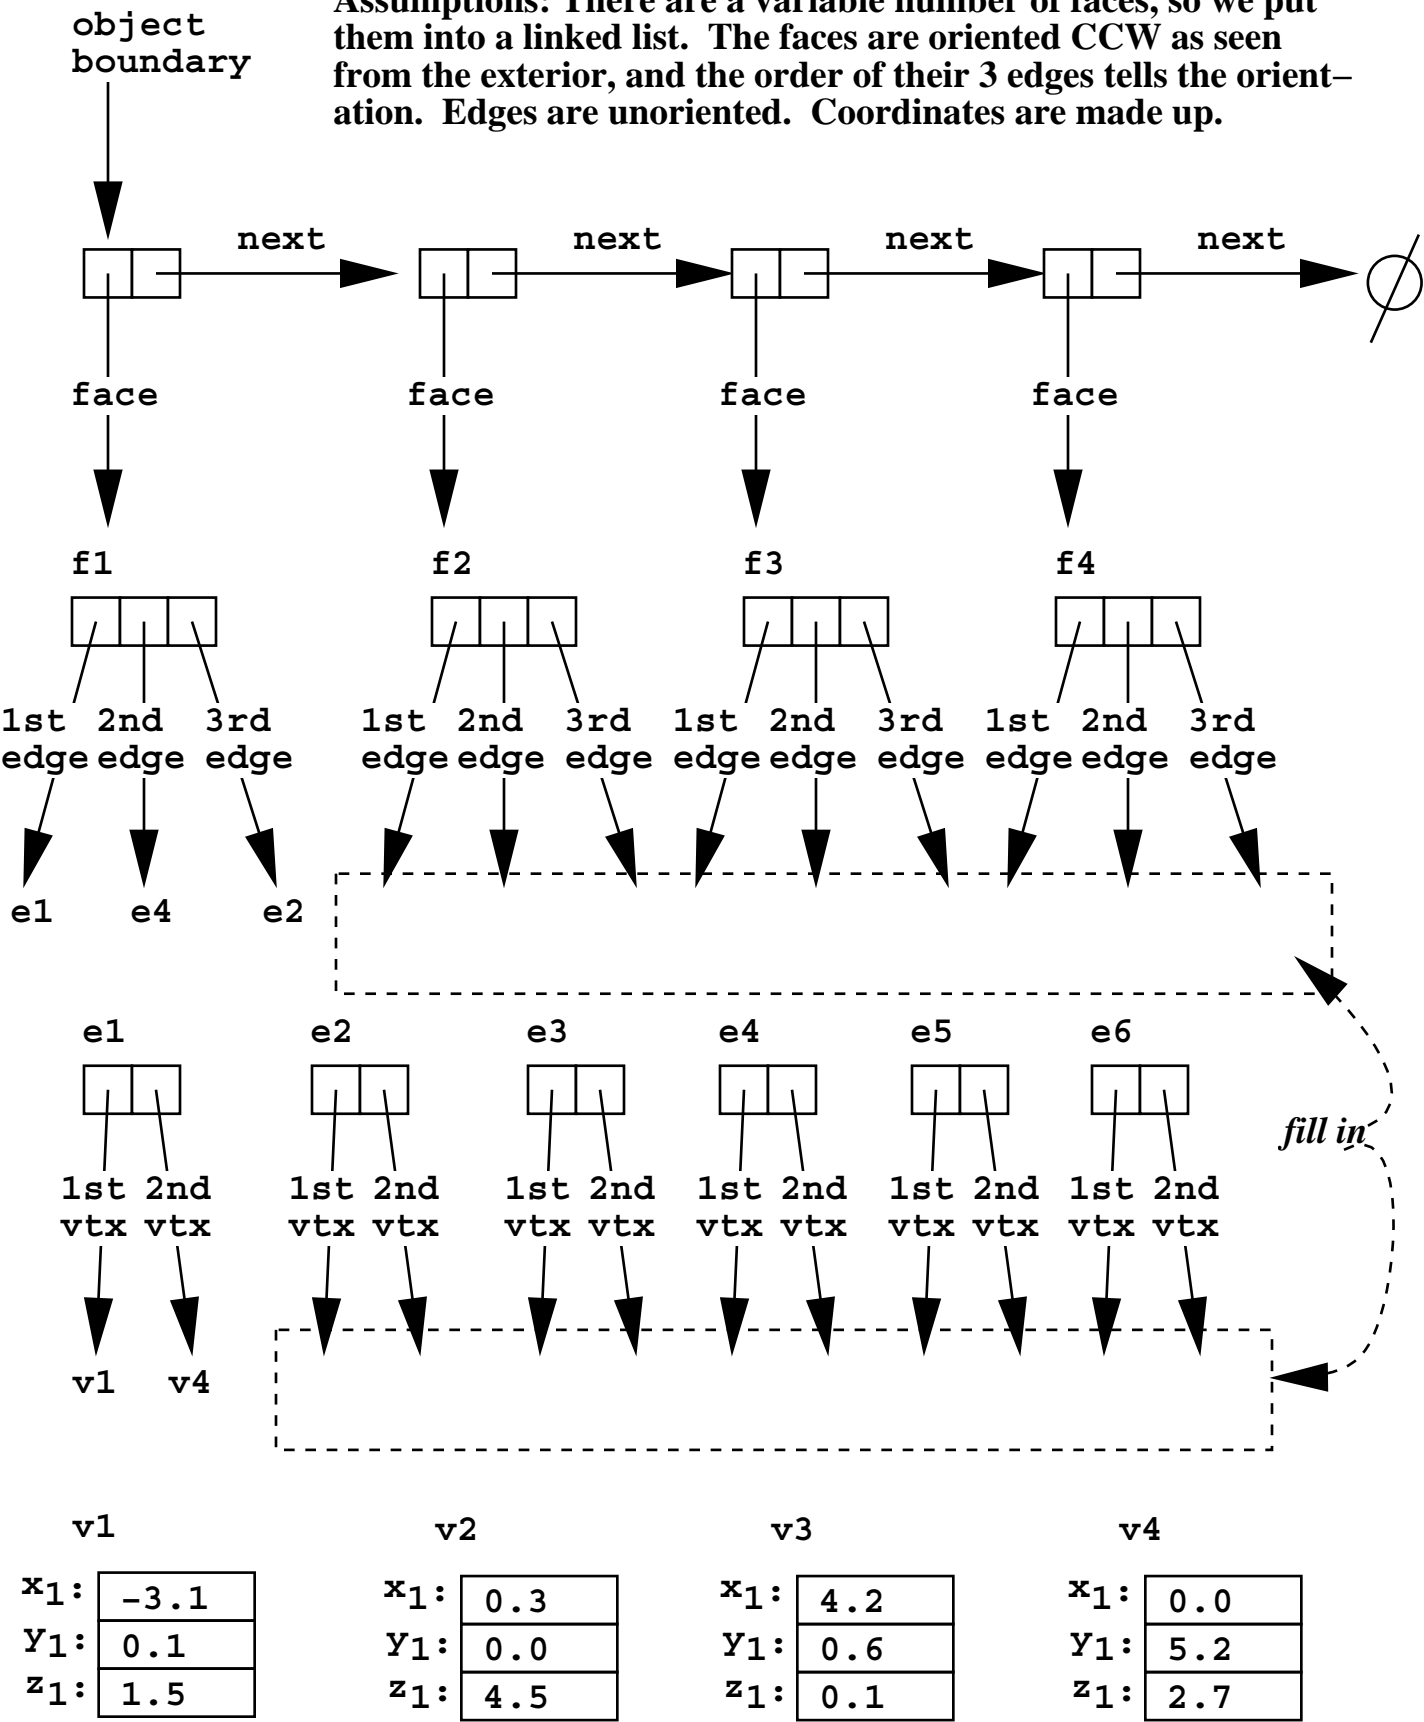 object
boundary
Assumptions: There are a variable number of faces, so we put
them into a linked list. The faces are oriented CCW as seen
from the exterior, and the order of their 3 edges tells the orient–
ation. Edges are unoriented. Coordinates are made up.
next next next next
face face face face
f1 f2 f3 f4
1st 2nd 3rd 1st 2nd 3rd 1st 2nd 3rd 1st 2nd 3rd
edge edge edge edge edge edge edge edge edge edge edge edge
e1 e4 e2
e1 e2 e3 e4 e5 e6
fill in
1st 2nd 1st 2nd 1st 2nd 1st 2nd 1st 2nd 1st 2nd
vtx vtx vtx vtx vtx vtx vtx vtx vtx vtx vtx vtx
v1 v4
v1 v2 v3 v4
x1: –3.1 x1: 0.3 x1: 4.2 x1: 0.0
y1: 0.1 y1: 0.0 y1: 0.6 y1: 5.2
z1: 1.5 z1: 4.5 z1: 0.1 z1: 2.7